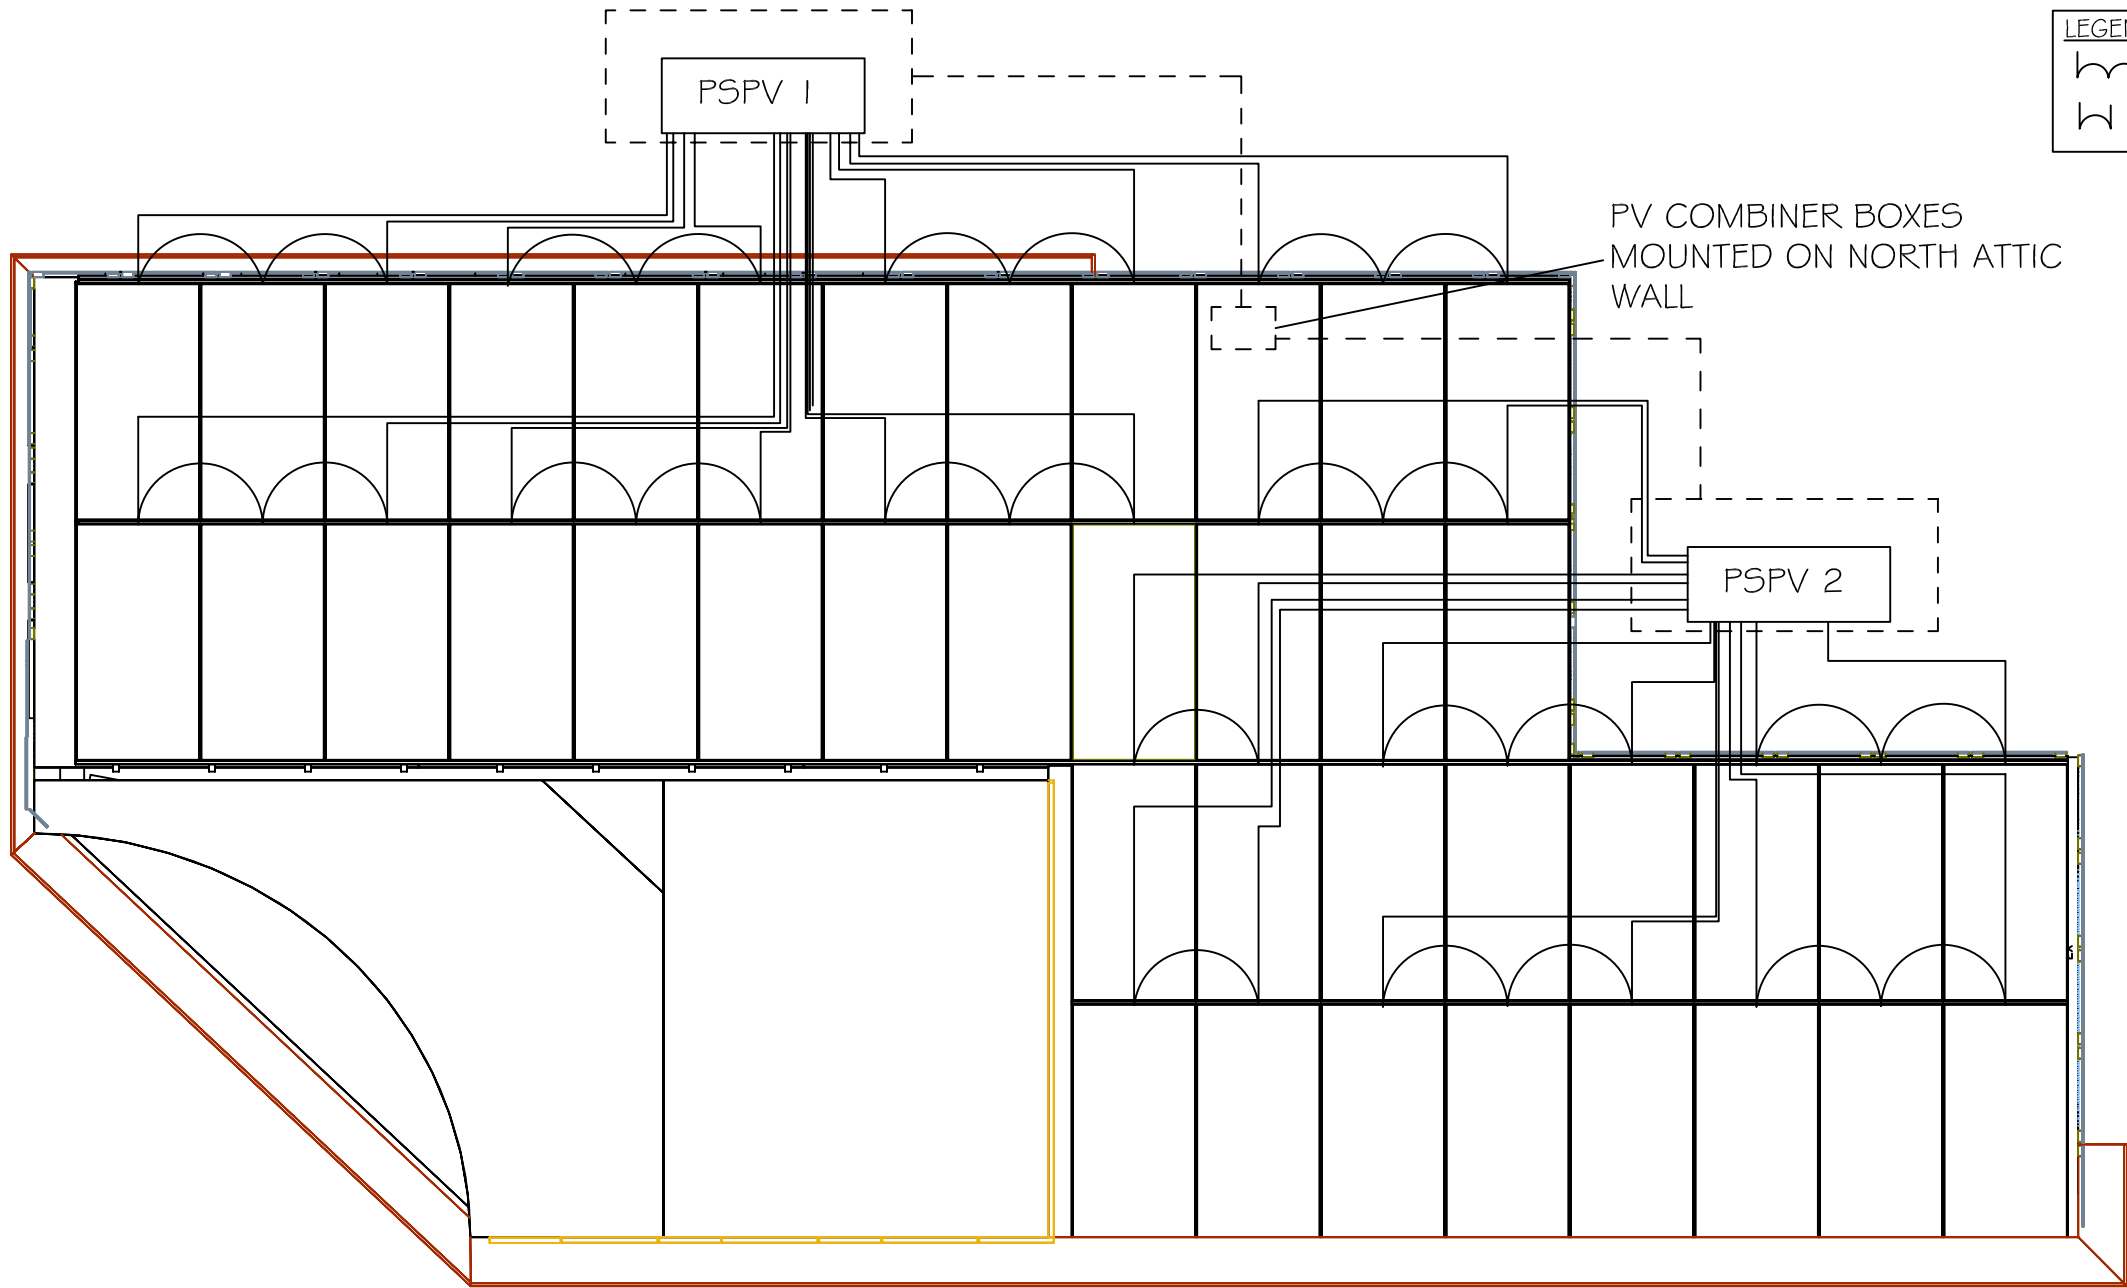 PSPV 1
PV COMBINER BOXES
MOUNTED ON NORTH ATTIC
WALL
PSPV 2